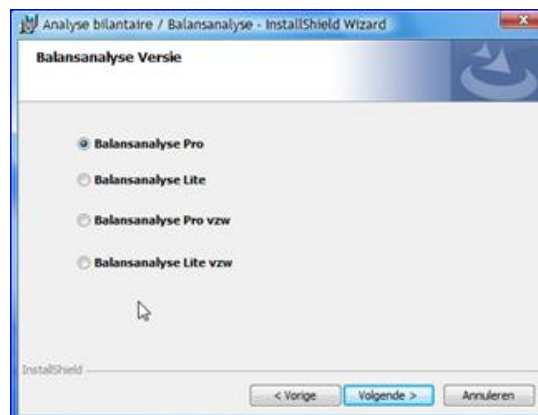 Analyse bilantaire / Balansanalyse - InstallShield Wizard
Balansanalyse Versie
Balansanalyse Pro
Balansanalyse Lite
Balansanalyse Pro vzw
Balansanalyse Lite vzw
InstallShield
< Vorige
Volgende >
Annuleren